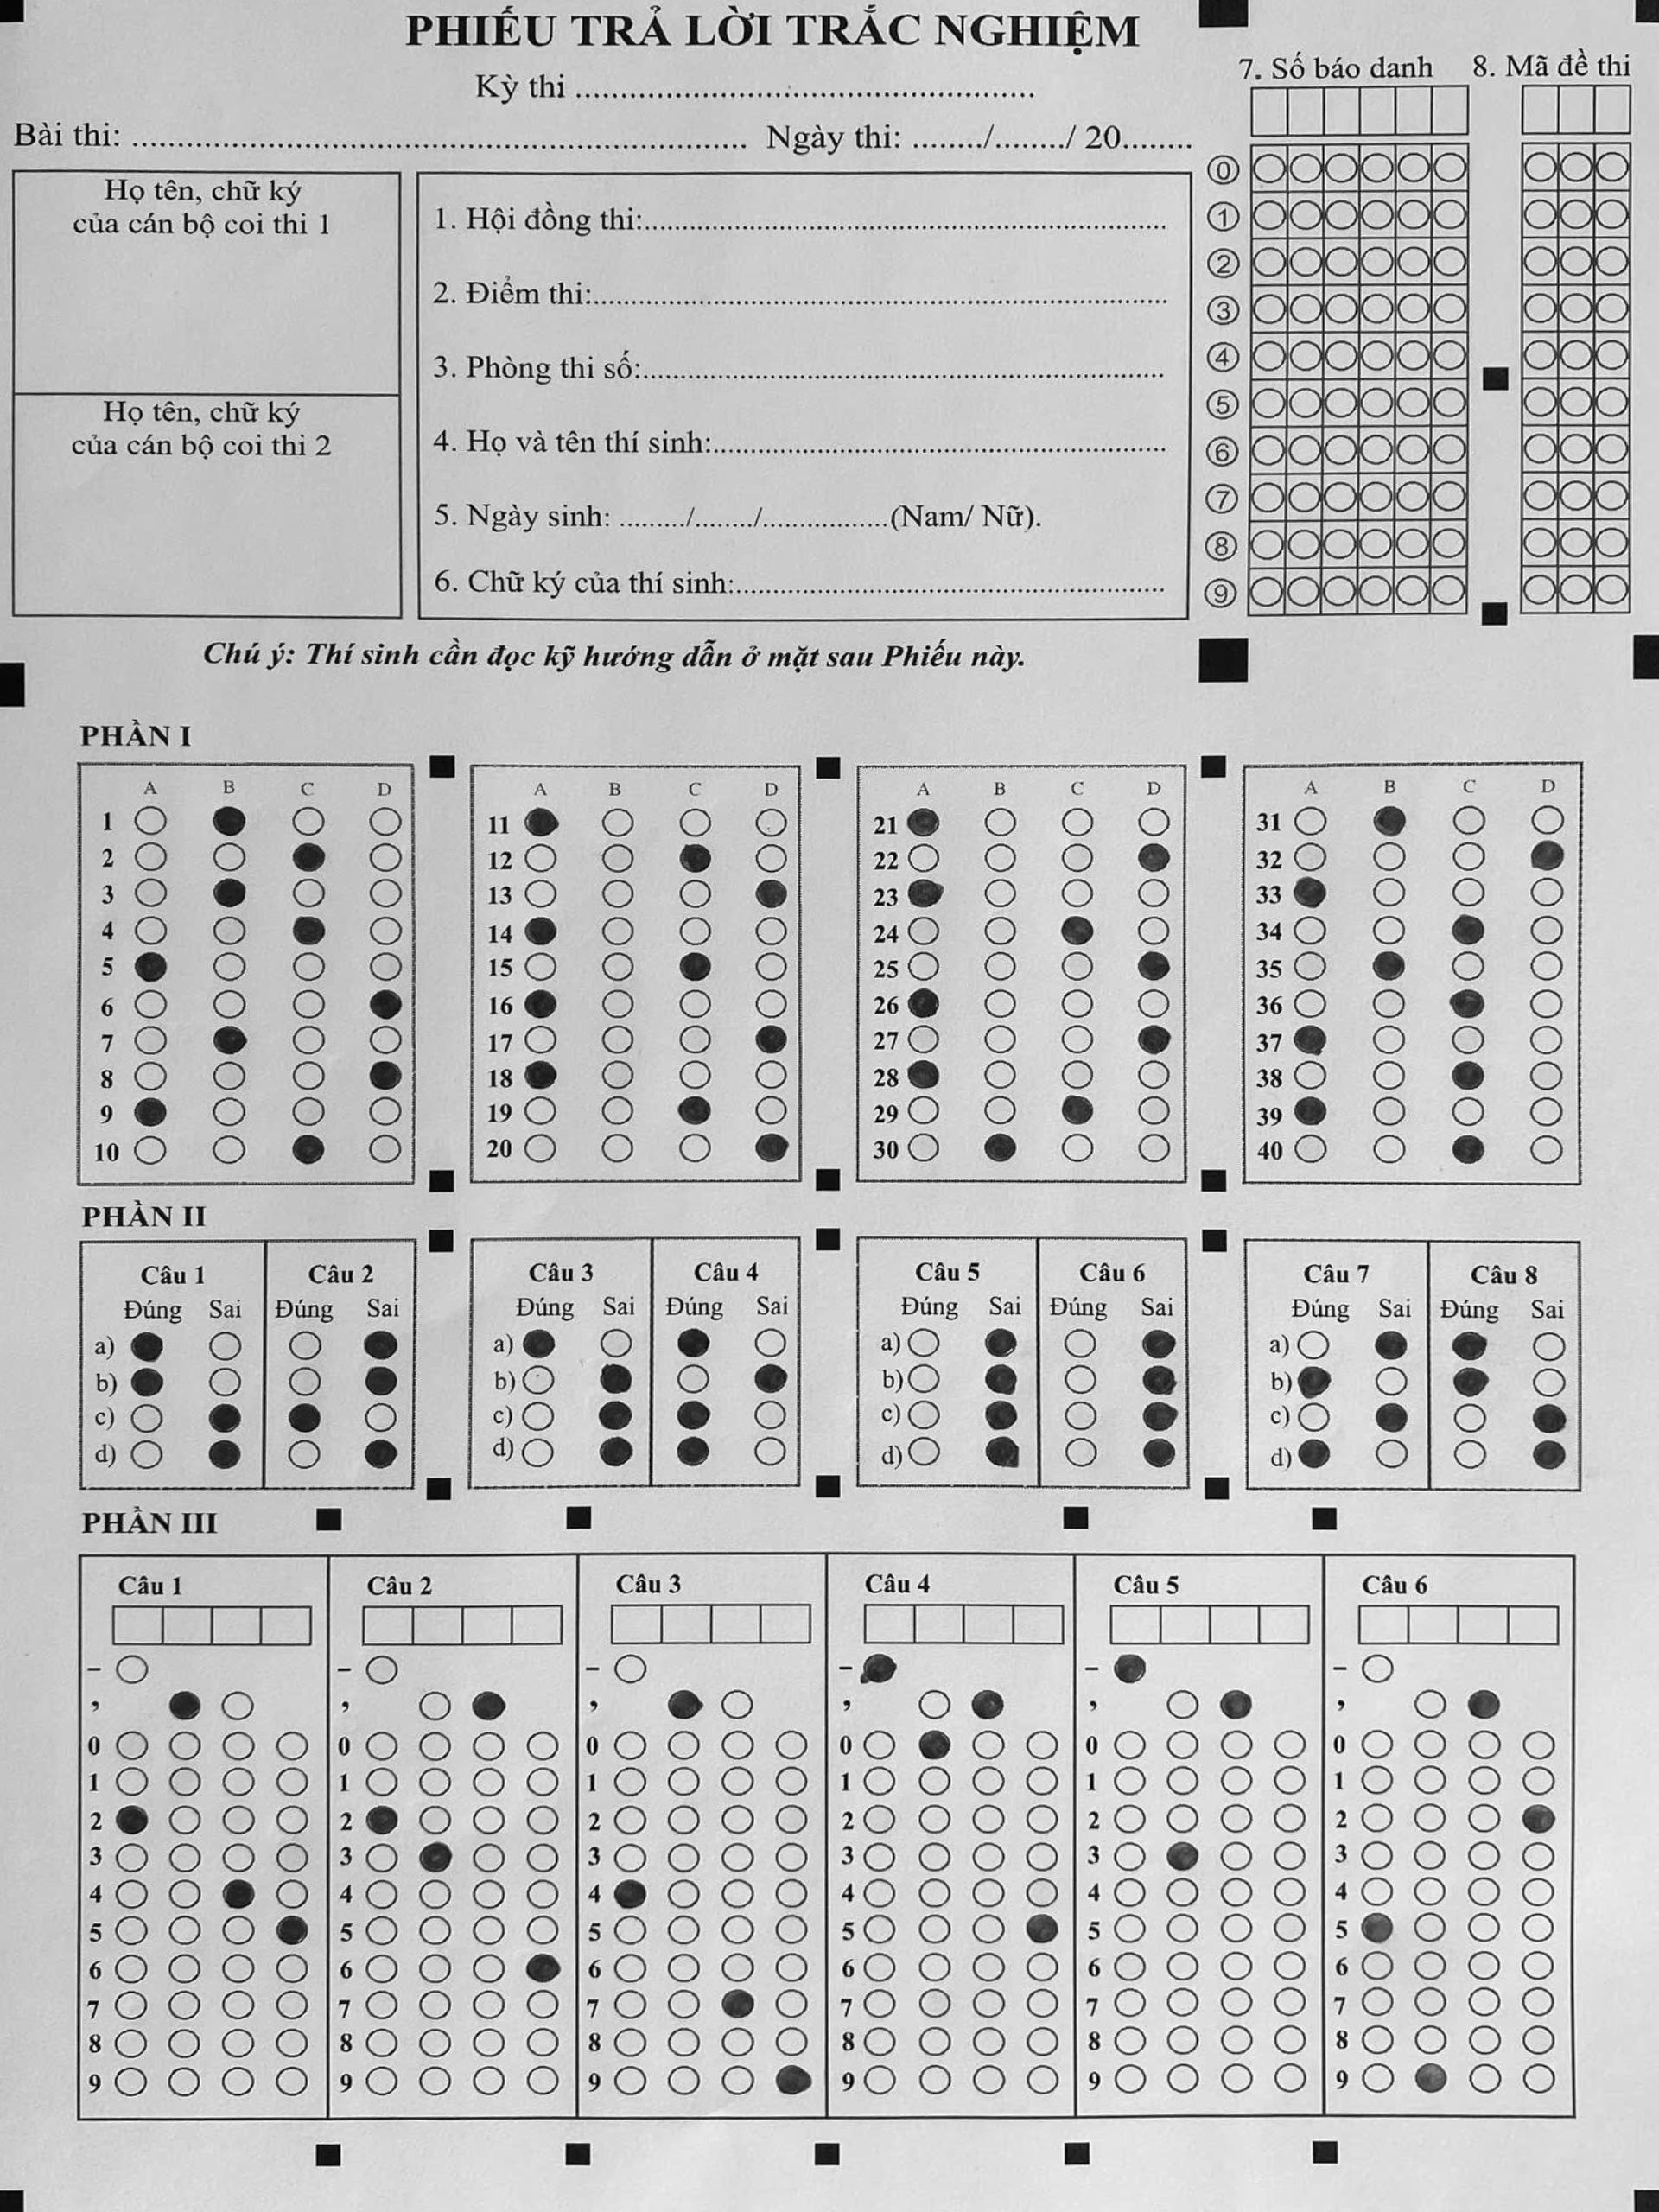 PHIẾU TRẢ LỜI TRẮC NGHIỆM
Kỳ thi ..................................................
Bài thi: .................................................................. Ngày thi: ......../......../ 20........
7. Số báo danh 8. Mã đề thi
0
1
2
3
4
5
6
7
8
9
Họ tên, chữ ký
của cán bộ coi thi 1
Họ tên, chữ ký
của cán bộ coi thi 2
1. Hội đồng thi:..........................................................
2. Điểm thi:................................................................
3. Phòng thi số:..........................................................
4. Họ và tên thí sinh:..................................................
5. Ngày sinh: ........./......../................(Nam/ Nữ).
6. Chữ ký của thí sinh:................................................
Chú ý: Thí sinh cần đọc kỹ hướng dẫn ở mặt sau Phiếu này.
PHẦN I
A B C D
1
2
3
4
5
6
7
8
9
10
A B C D
11
12
13
14
15
16
17
18
19
20
A B C D
21
22
23
24
25
26
27
28
29
30
A B C D
31
32
33
34
35
36
37
38
39
40
PHẦN II
Câu 1 Câu 2
Đúng Sai Đúng Sai
a)
b)
c)
d)
Câu 3 Câu 4
Đúng Sai Đúng Sai
a)
b)
c)
d)
Câu 5 Câu 6
Đúng Sai Đúng Sai
a)
b)
c)
d)
Câu 7 Câu 8
Đúng Sai Đúng Sai
a)
b)
c)
d)
PHẦN III
Câu 1
-
,
0
1
2
3
4
5
6
7
8
9
Câu 2
-
,
0
1
2
3
4
5
6
7
8
9
Câu 3
-
,
0
1
2
3
4
5
6
7
8
9
Câu 4
-
,
0
1
2
3
4
5
6
7
8
9
Câu 5
-
,
0
1
2
3
4
5
6
7
8
9
Câu 6
-
,
0
1
2
3
4
5
6
7
8
9